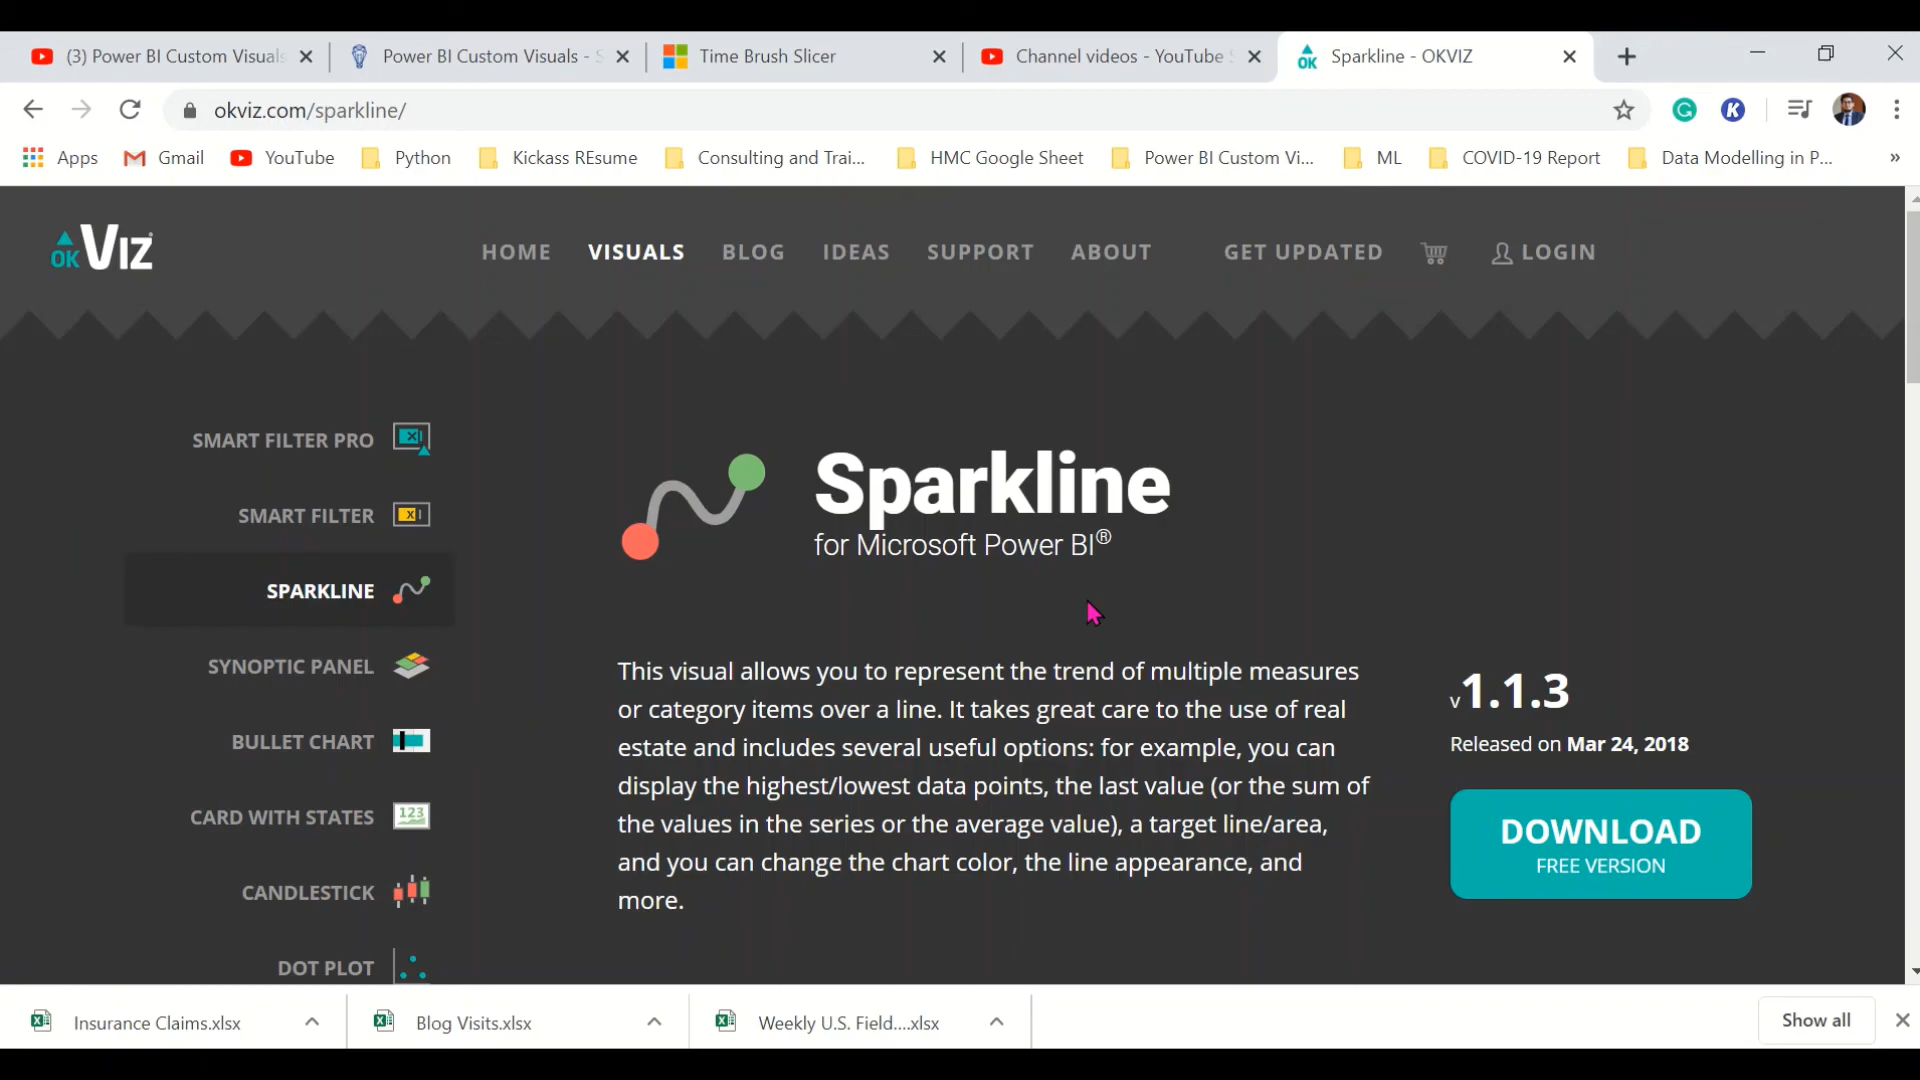 (3) Power BI Custom Visuals
Power BI Custom Visuals - S
Time Brush Slicer
Channel videos - YouTube S
Sparkline - OKVIZ
okviz.com/sparkline/
Apps
Gmail
YouTube
Python
Kickass REsume
Consulting and Trai...
HMC Google Sheet
Power BI Custom Vi...
ML
COVID-19 Report
Data Modelling in P...
»
OK VIZ
HOME
VISUALS
BLOG
IDEAS
SUPPORT
ABOUT
GET UPDATED
LOGIN
SMART FILTER PRO
SMART FILTER
SPARKLINE
SYNOPTIC PANEL
BULLET CHART
CARD WITH STATES
123
CANDLESTICK
DOT PLOT
Sparkline
for Microsoft Power BI®
This visual allows you to represent the trend of multiple measures
or category items over a line. It takes great care to the use of real
estate and includes several useful options: for example, you can
display the highest/lowest data points, the last value (or the sum of
the values in the series or the average value), a target line/area,
and you can change the chart color, the line appearance, and
more.
v1.1.3
Released on Mar 24, 2018
DOWNLOAD
FREE VERSION
Insurance Claims.xlsx
Blog Visits.xlsx
Weekly U.S. Field....xlsx
Show all